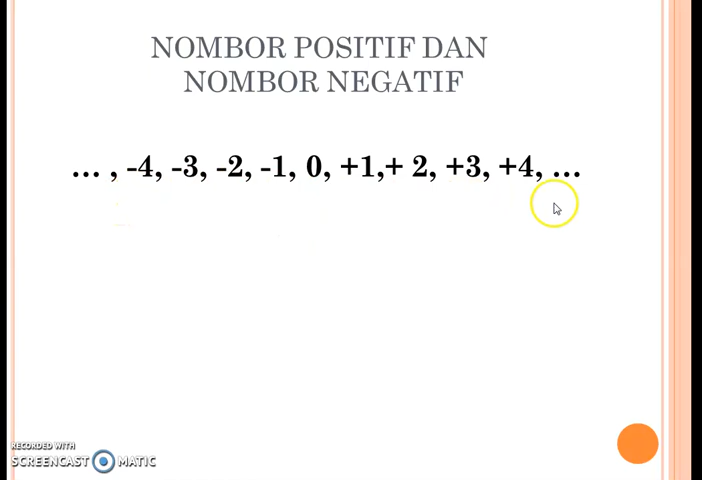 NOMBOR POSITIF DAN
NOMBOR NEGATIF
... , -4, -3, -2, -1, 0, +1,+ 2, +3, +4, ...
RECORDED WITH
SCREENCAST MATIC